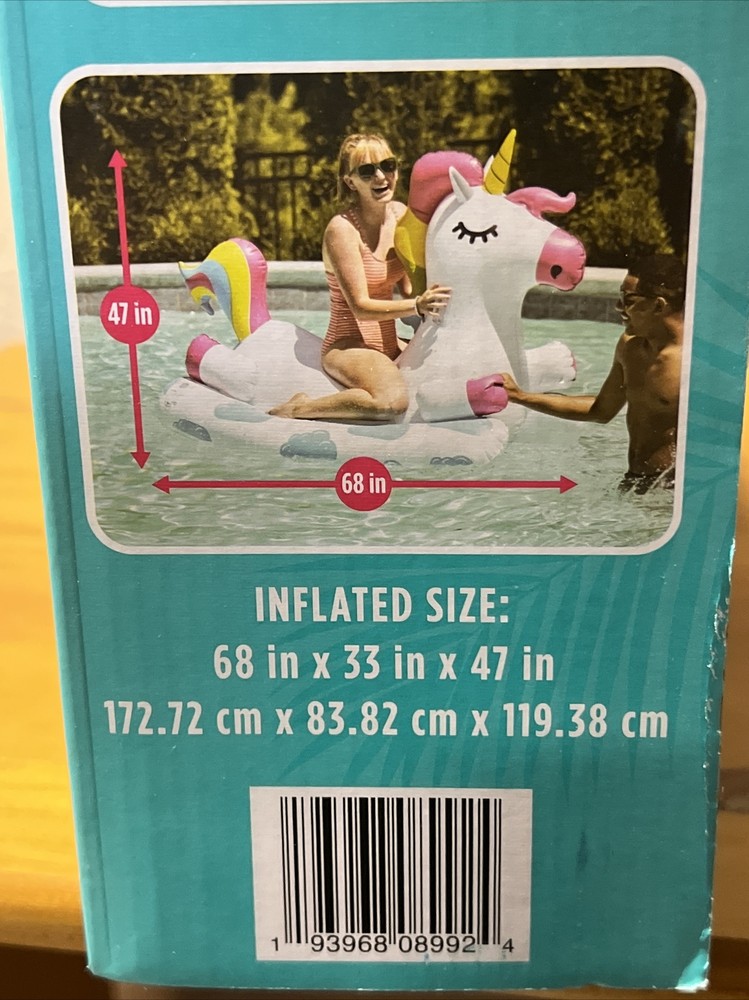 47 in
68 in
INFLATED SIZE:
68 in x 33 in x 47 in
172.72 cm x 83.82 cm x 119.38 cm
1 93968 08992 4